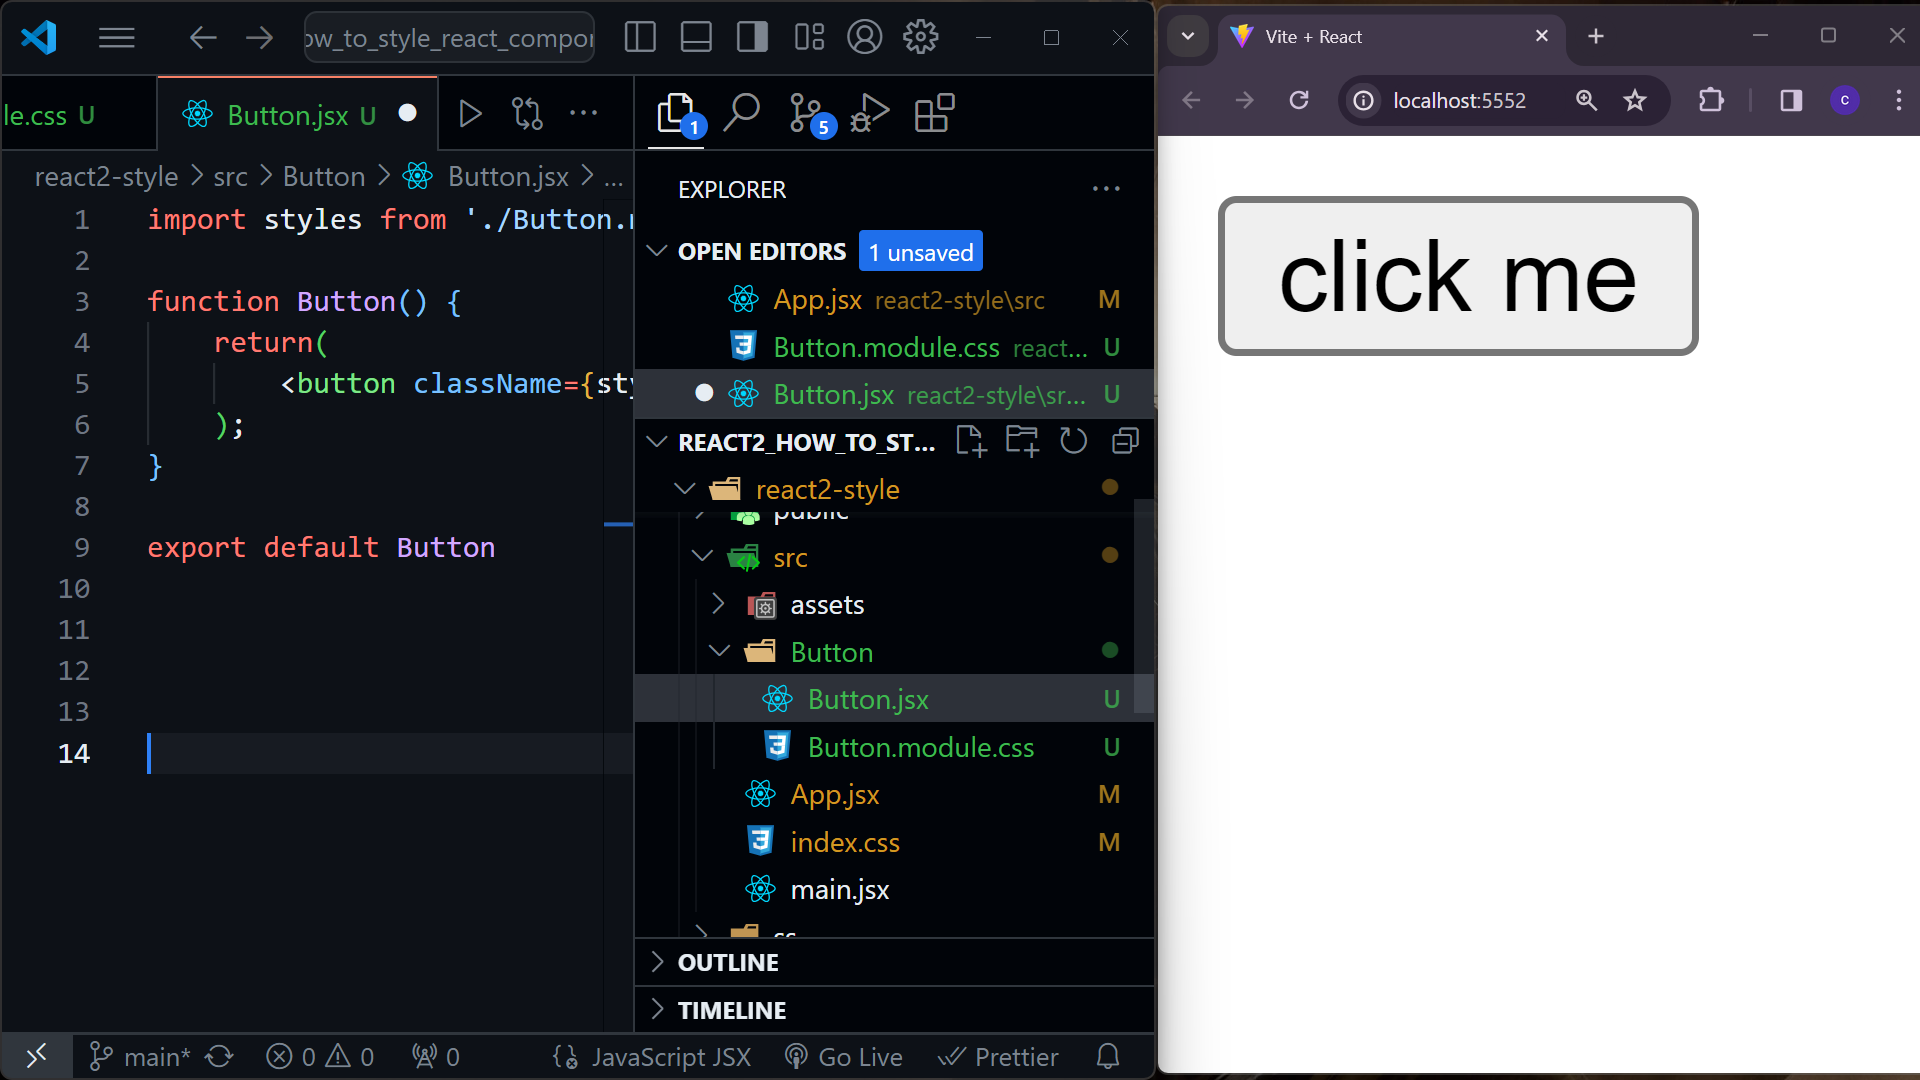 ow_to_style_react_compor
le.css U
Button.jsx U
react2-style > src > Button > Button.jsx > ...
1 import styles from './Button.
2
3 function Button() {
4 return(
5 <button className={sty
6 );
7 }
8
9 export default Button
10
11
12
13
14
1
5
EXPLORER
OPEN EDITORS 1 unsaved
App.jsx react2-style\src M
Button.module.css react... U
Button.jsx react2-style\sr... U
REACT2_HOW_TO_ST...
react2-style
public
src
assets
Button
Button.jsx U
Button.module.css U
App.jsx M
index.css M
main.jsx
OUTLINE
TIMELINE
main* 0 0 0 JavaScript JSX Go Live Prettier
Vite + React
localhost:5552
c
click me